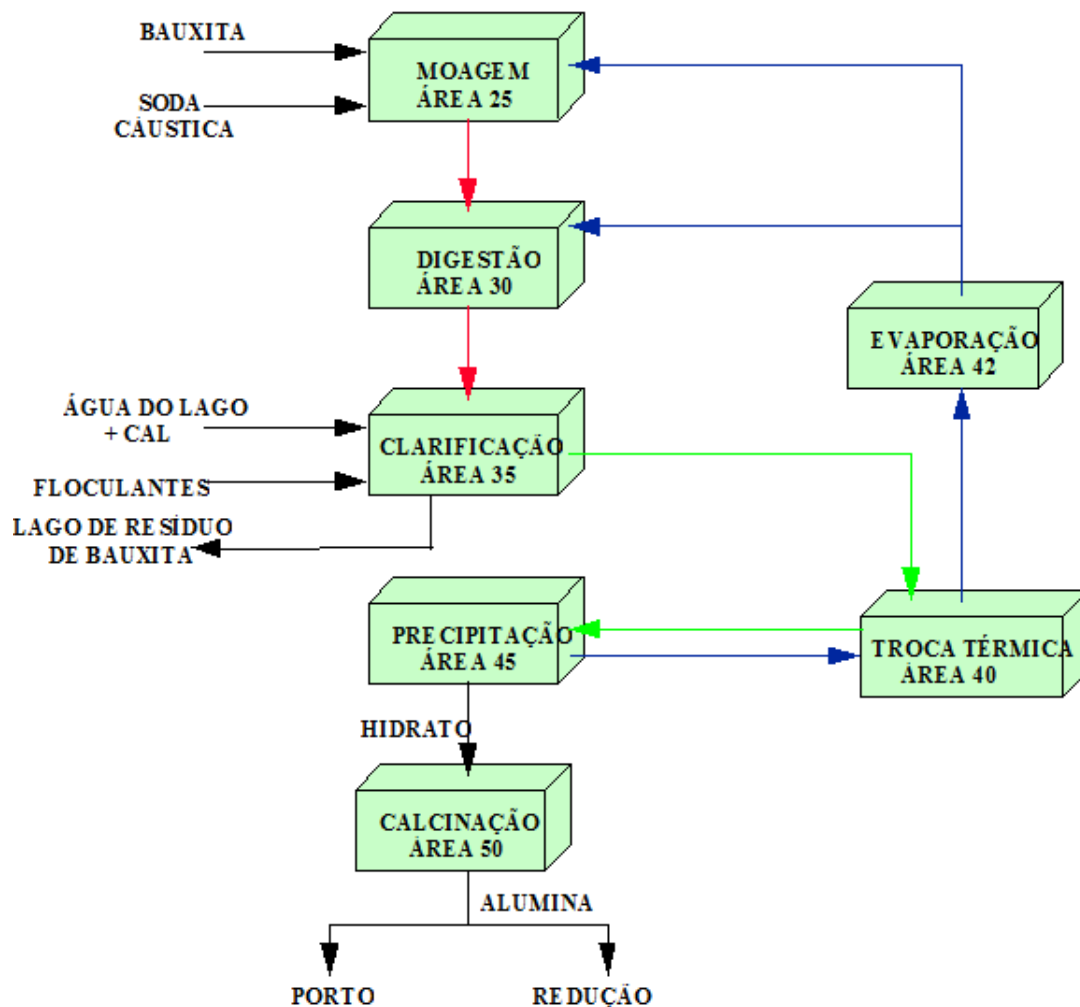 BAUXITA
MOAGEM
ÁREA 25
SODA
CÁUSTICA
DIGESTÃO
ÁREA 30
EVAPORAÇÃO
ÁREA 42
ÁGUA DO LAGO
+ CAL
CLARIFICAÇÃO
ÁREA 35
FLOCULANTES
LAGO DE RESÍDUO
DE BAUXITA
PRECIPITAÇÃO
ÁREA 45
TROCA TÉRMICA
ÁREA 40
HIDRATO
CALCINAÇÃO
ÁREA 50
ALUMINA
PORTO
REDUÇÃO